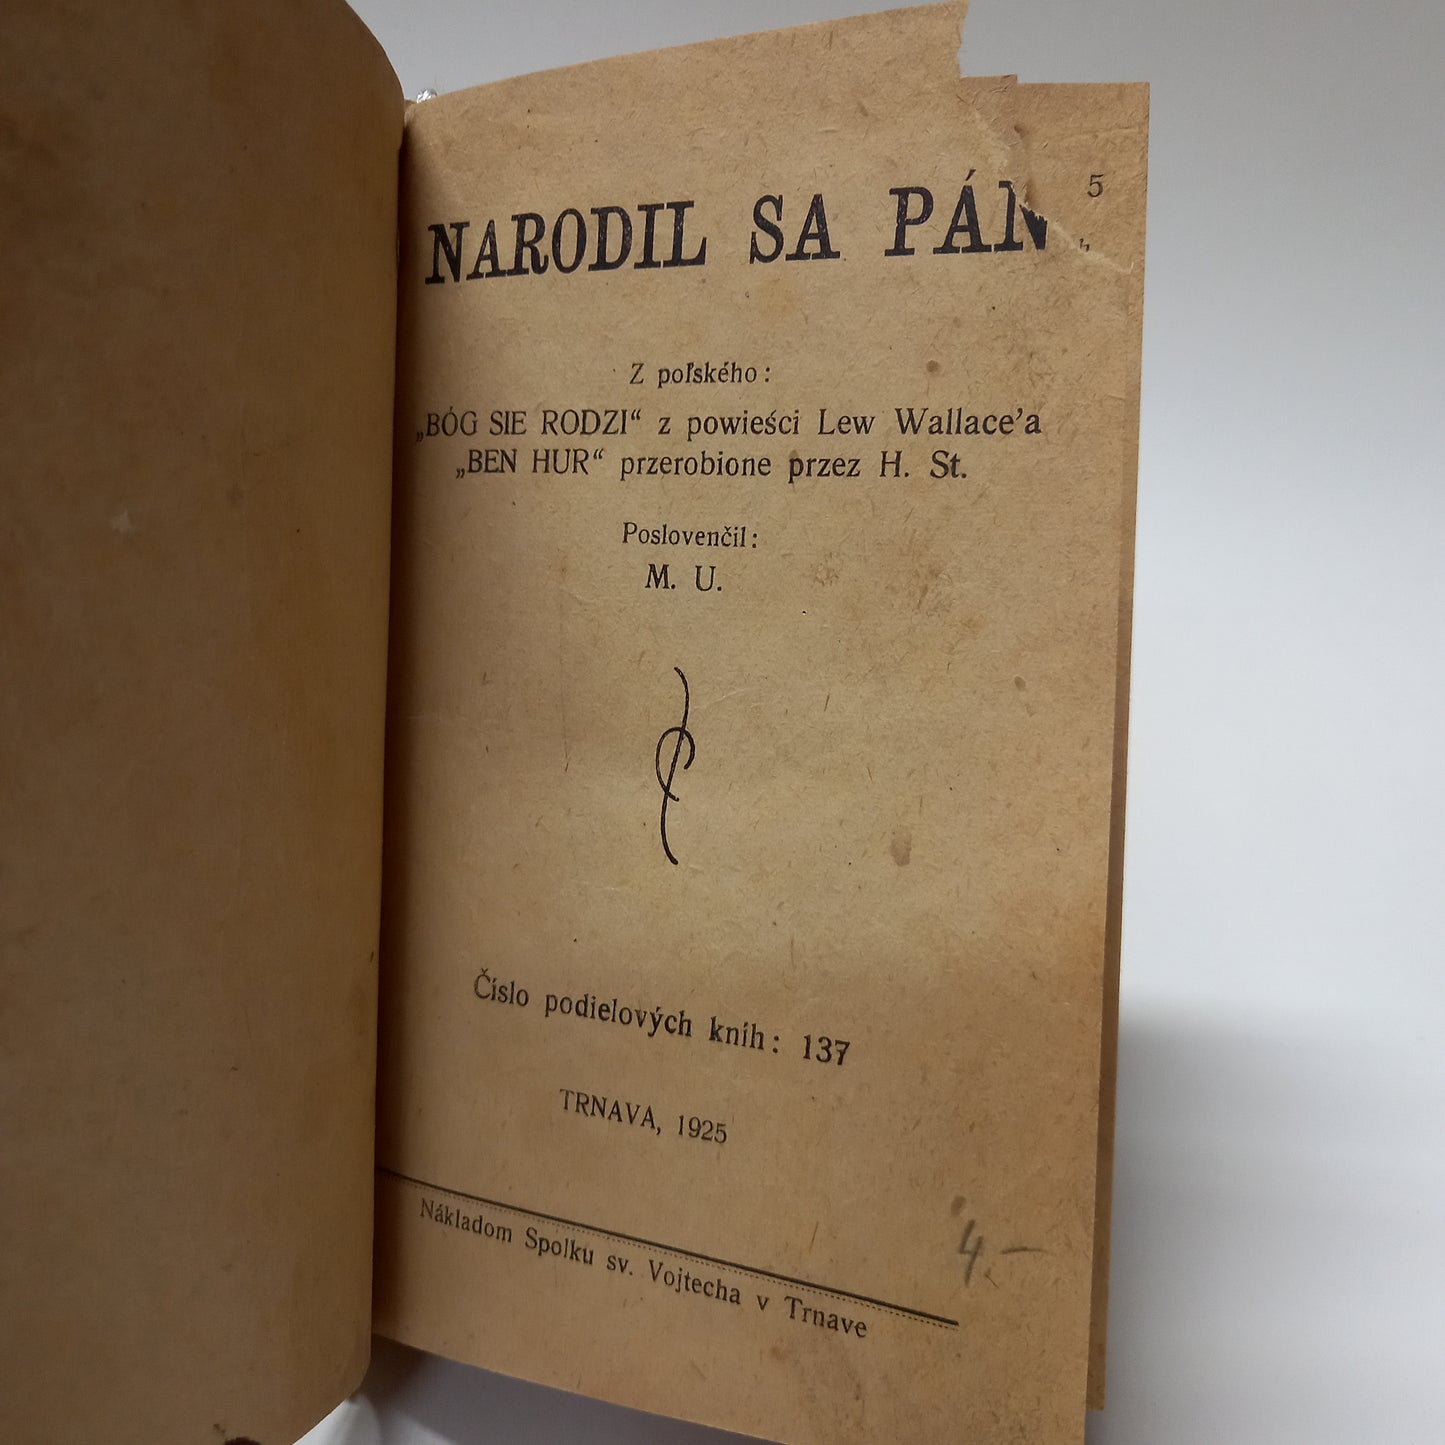 NARODIL SA PÁN
5
Z poľského:
„BÓG SIE RODZI“ z powieści Lew Wallace’a
„BEN HUR“ przerobione przez H. St.
Poslovenčil:
M. U.
Číslo podielových kníh: 137
TRNAVA, 1925
Nákladom Spolku sv. Vojtecha v Trnave
4.—